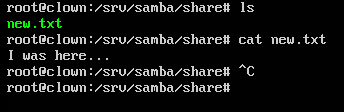 root@clown:/srv/samba/share# ls
new.txt
root@clown:/srv/samba/share# cat new.txt
I was here...
root@clown:/srv/samba/share# ^C
root@clown:/srv/samba/share#